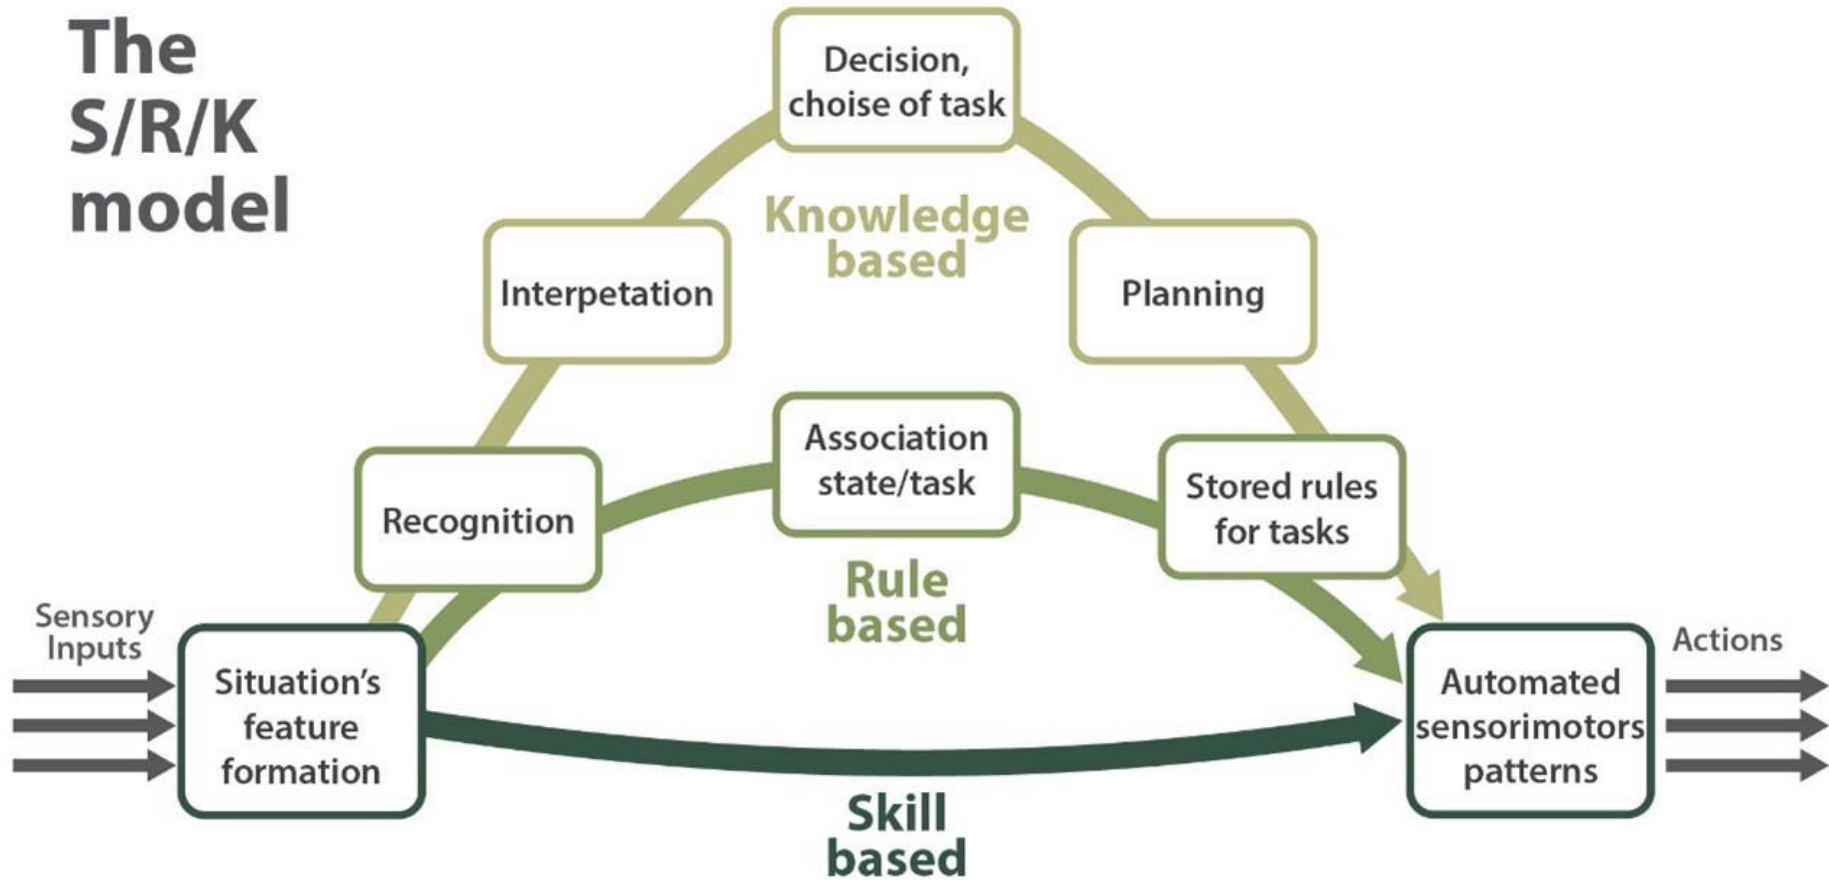 The
S/R/K
model
Decision,
choise of task
Knowledge
based
Interpetation
Planning
Association
state/task
Recognition
Stored rules
for tasks
Rule
based
Sensory
Inputs
Situation's
feature
formation
Automated
sensorimotors
patterns
Actions
Skill
based